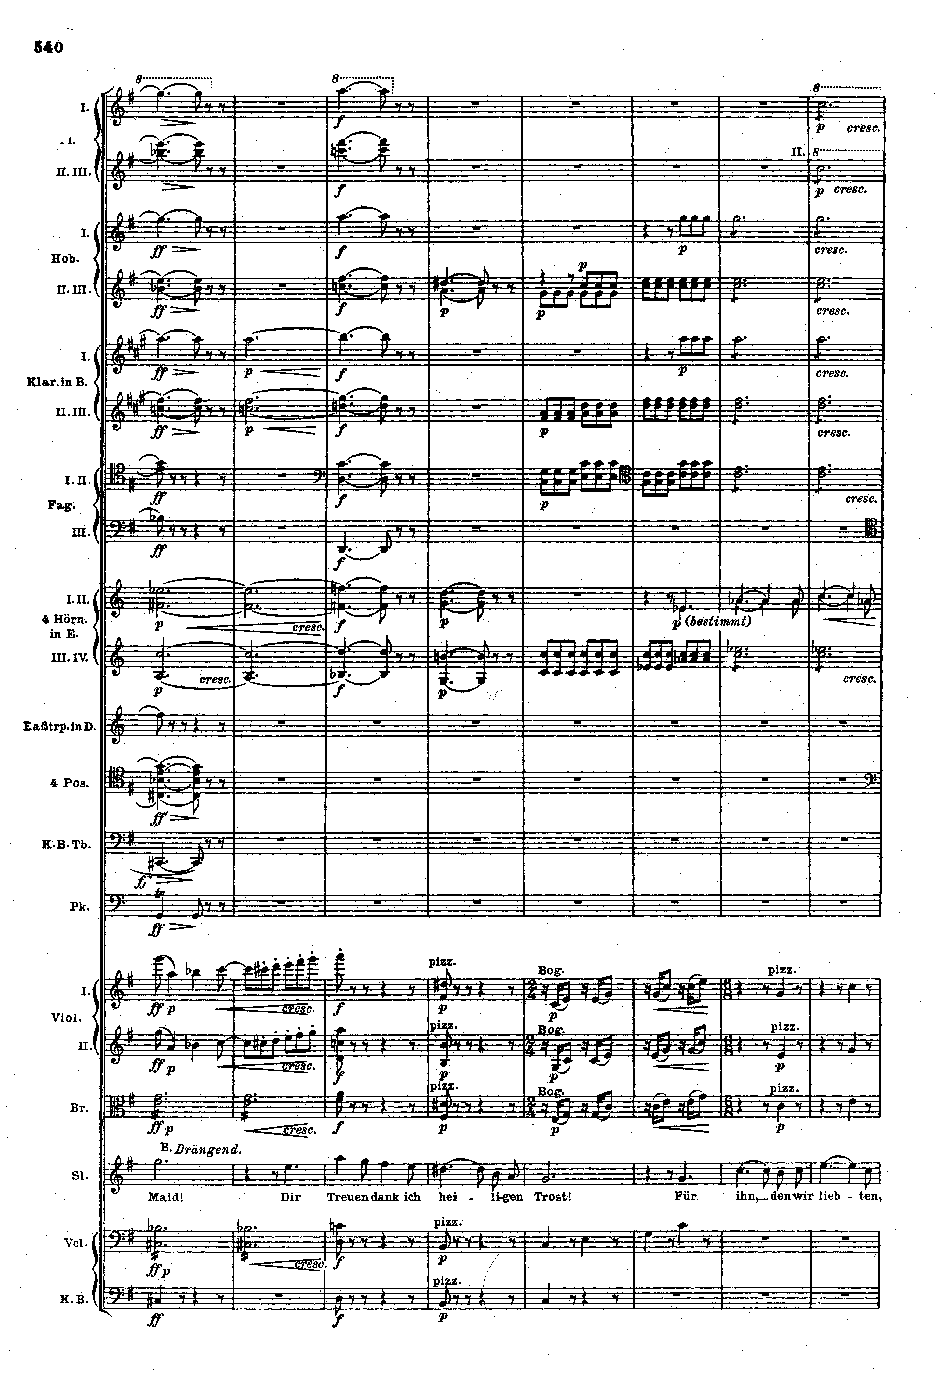 540
8
8
8
I.
f
p cresc.
II. 8
II. III.
f
p cresc.
I.
Hob.
ff
f
p
cresc.
p
II. III.
ff
f
p
p
cresc.
I.
Klar. in B.
ff
p
f
p
cresc.
II. III.
ff
p
f
p
cresc.
I. II.
Fag.
ff
f
p
cresc.
III.
ff
f
I. II.
4 Hörn.
in E.
p
cresc.
f
p
p (bestimmt)
III. IV.
cresc.
p
f
p
cresc.
Baßtrp. in D.
4 Pos.
ff
K.-B.-Tb.
tr
Pk.
ff
pizz.
Bog.
pizz.
I.
Viol.
ff p
cresc.
f
p
p
pizz.
Bog.
pizz.
II.
ff p
cresc.
f
p
p
p
pizz.
Bog.
pizz.
Br.
ff p
cresc.
f
p
p
p
Drängend.
Sl.
Maid! Dir Treuen dank ich hei - li-gen Trost! Für ihn, den wir lieb - ten,
pizz.
Vcl.
ff p
cresc.
f
p
pizz.
K.B.
ff
f
p